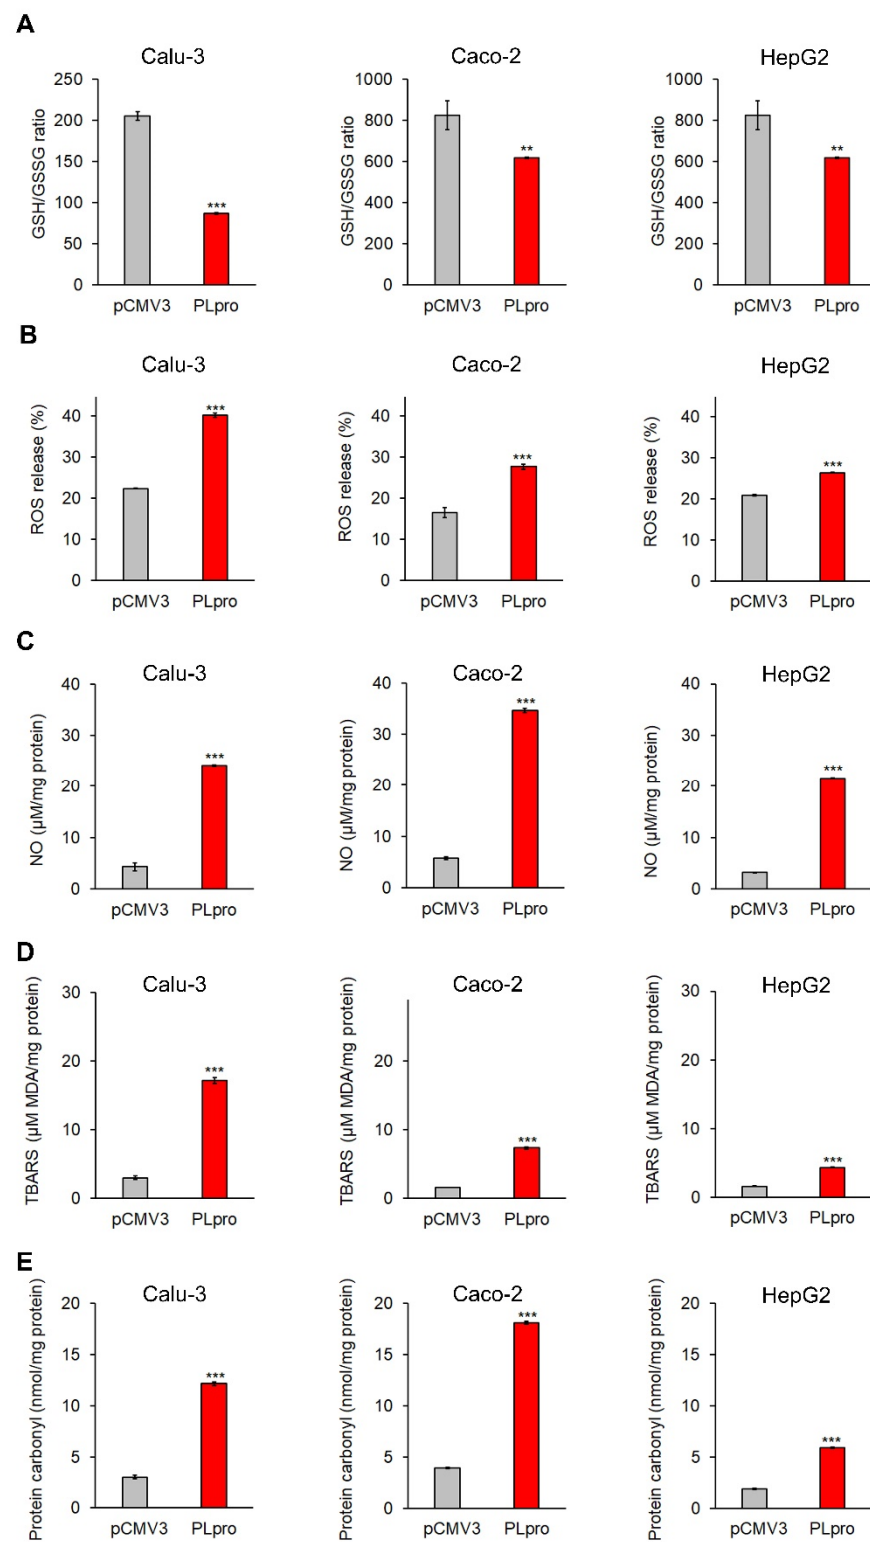 A
Calu-3 Caco-2 HepG2
GSH/GSSG ratio
250
200
150
100
50
0
***
pCMV3 PLpro
GSH/GSSG ratio
1000
800
600
400
200
0
**
pCMV3 PLpro
GSH/GSSG ratio
1000
800
600
400
200
0
**
pCMV3 PLpro
B
Calu-3 Caco-2 HepG2
ROS release (%)
40
30
20
10
0
***
pCMV3 PLpro
ROS release (%)
40
30
20
10
0
***
pCMV3 PLpro
ROS release (%)
40
30
20
10
0
***
pCMV3 PLpro
C
Calu-3 Caco-2 HepG2
NO (µM/mg protein)
40
30
20
10
0
***
pCMV3 PLpro
NO (µM/mg protein)
40
30
20
10
0
***
pCMV3 PLpro
NO (µM/mg protein)
40
30
20
10
0
***
pCMV3 PLpro
D
Calu-3 Caco-2 HepG2
TBARS (µM MDA/mg protein)
30
20
10
0
***
pCMV3 PLpro
TBARS (µM MDA/mg protein)
20
10
0
***
pCMV3 PLpro
TBARS (µM MDA/mg protein)
30
20
10
0
***
pCMV3 PLpro
E
Calu-3 Caco-2 HepG2
Protein carbonyl (nmol/mg protein)
20
15
10
5
0
***
pCMV3 PLpro
Protein carbonyl (nmol/mg protein)
20
15
10
5
0
***
pCMV3 PLpro
Protein carbonyl (nmol/mg protein)
20
15
10
5
0
***
pCMV3 PLpro